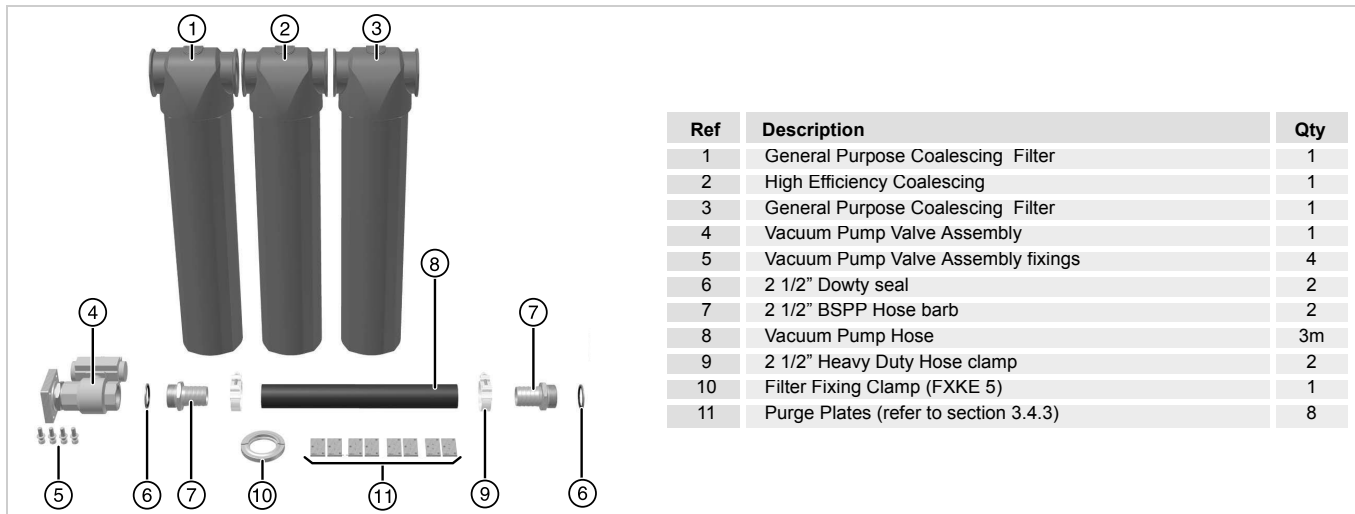 1 2 3
8
4 7
9
6 7 10 11 6
5
Ref Description Qty
1 General Purpose Coalescing Filter 1
2 High Efficiency Coalescing 1
3 General Purpose Coalescing Filter 1
4 Vacuum Pump Valve Assembly 1
5 Vacuum Pump Valve Assembly fixings 4
6 2 1/2” Dowty seal 2
7 2 1/2” BSPP Hose barb 2
8 Vacuum Pump Hose 3m
9 2 1/2” Heavy Duty Hose clamp 2
10 Filter Fixing Clamp (FXKE 5) 1
11 Purge Plates (refer to section 3.4.3) 8